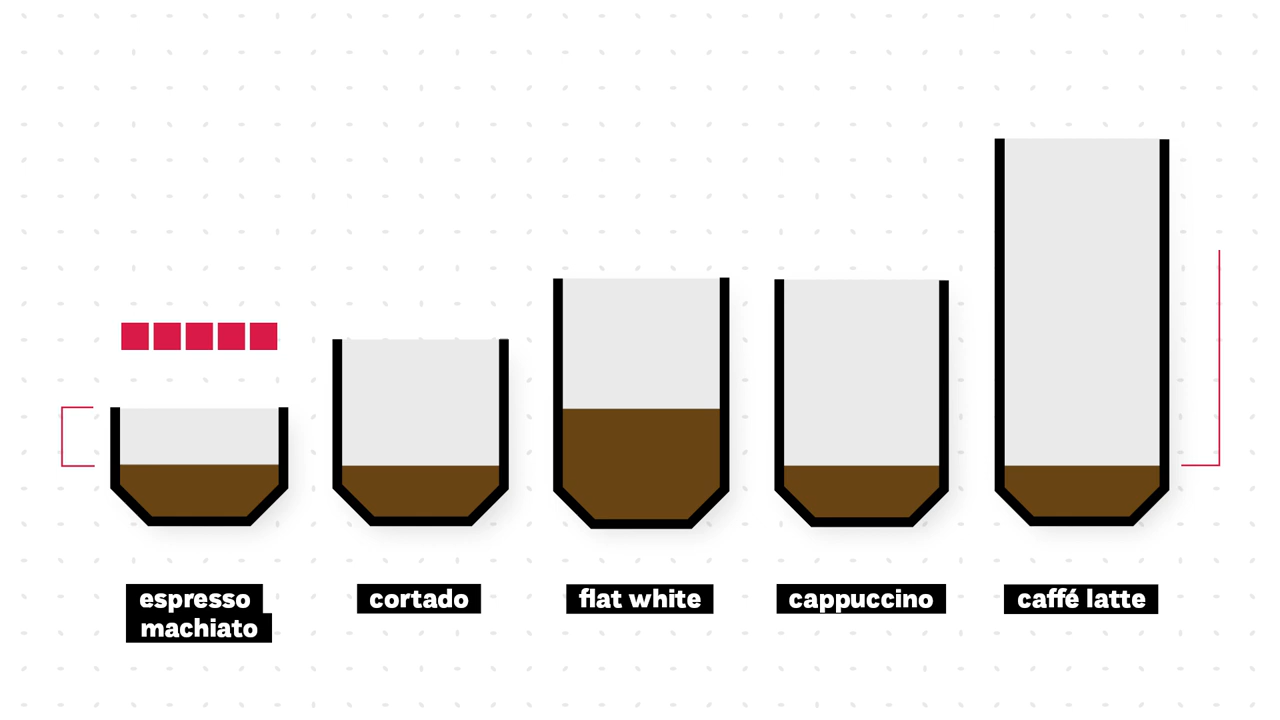 espresso
machiato
cortado
flat white
cappuccino
caffé latte